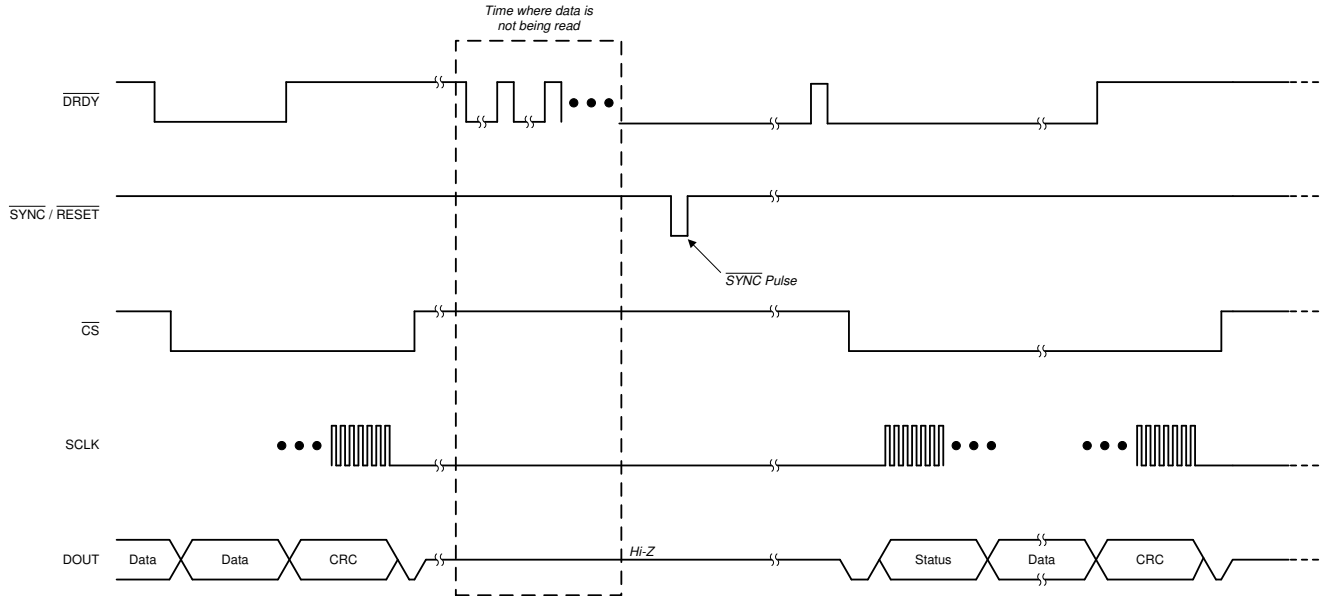 Time where data is
not being read
DRDY
SYNC / RESET
SYNC Pulse
CS
SCLK
DOUT
Data
Data
CRC
Hi-Z
Status
Data
CRC